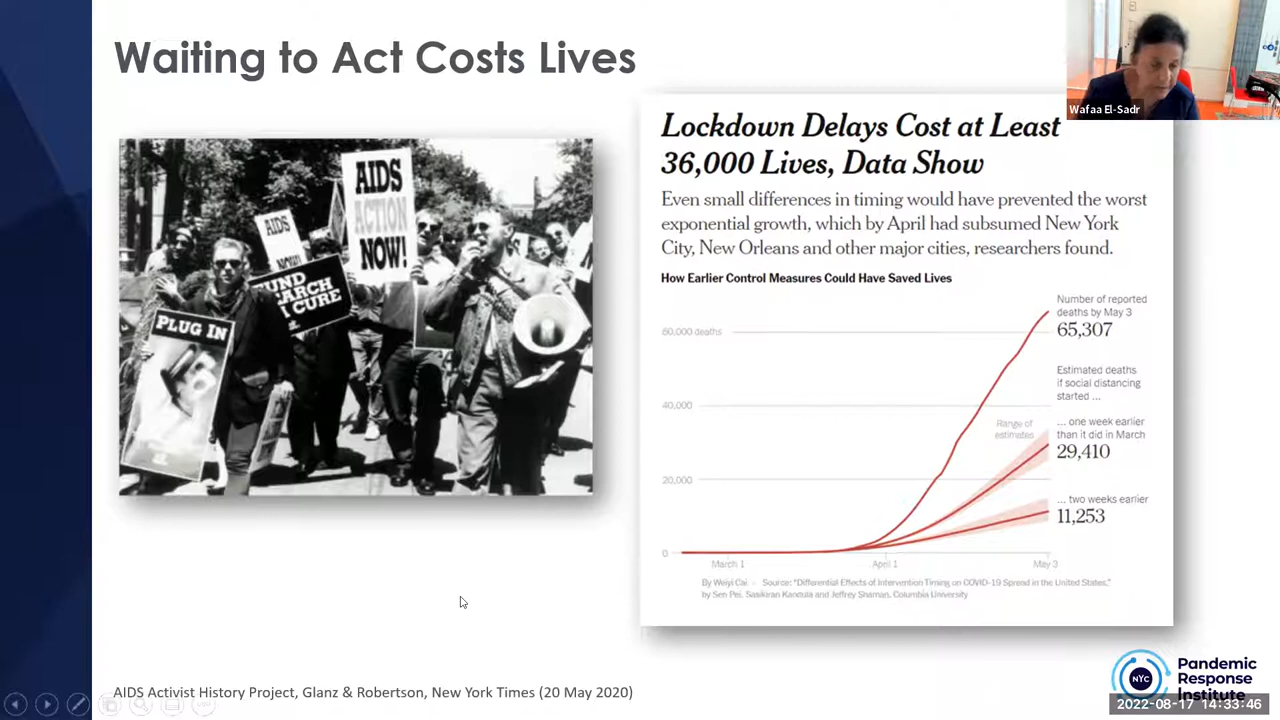 Waiting to Act Costs Lives
Wafaa El-Sadr
AIDS
ACTION
NOW!
AIDS
NOW!
FUND
CURE
PLUG IN
Lockdown Delays Cost at Least
36,000 Lives, Data Show
Even small differences in timing would have prevented the worst
exponential growth, which by April had subsumed New York
City, New Orleans and other major cities, researchers found.
How Earlier Control Measures Could Have Saved Lives
Number of reported
deaths by May 3
65,307
60,000 deaths
Estimated deaths
if social distancing
started ...
40,000
Range of
estimates
... one week earlier
than it did in March
29,410
20,000
... two weeks earlier
11,253
0
March 1
April 1
May 3
By Weiyi Cai · Source: "Differential Effects of Intervention Timing on COVID-19 Spread in the United States,"
by Sen Pei, Sasikiran Kandula and Jeffrey Shaman, Columbia University
AIDS Activist History Project, Glanz & Robertson, New York Times (20 May 2020)
NYC
Pandemic
Response
Institute
2022-08-17 14:33:46